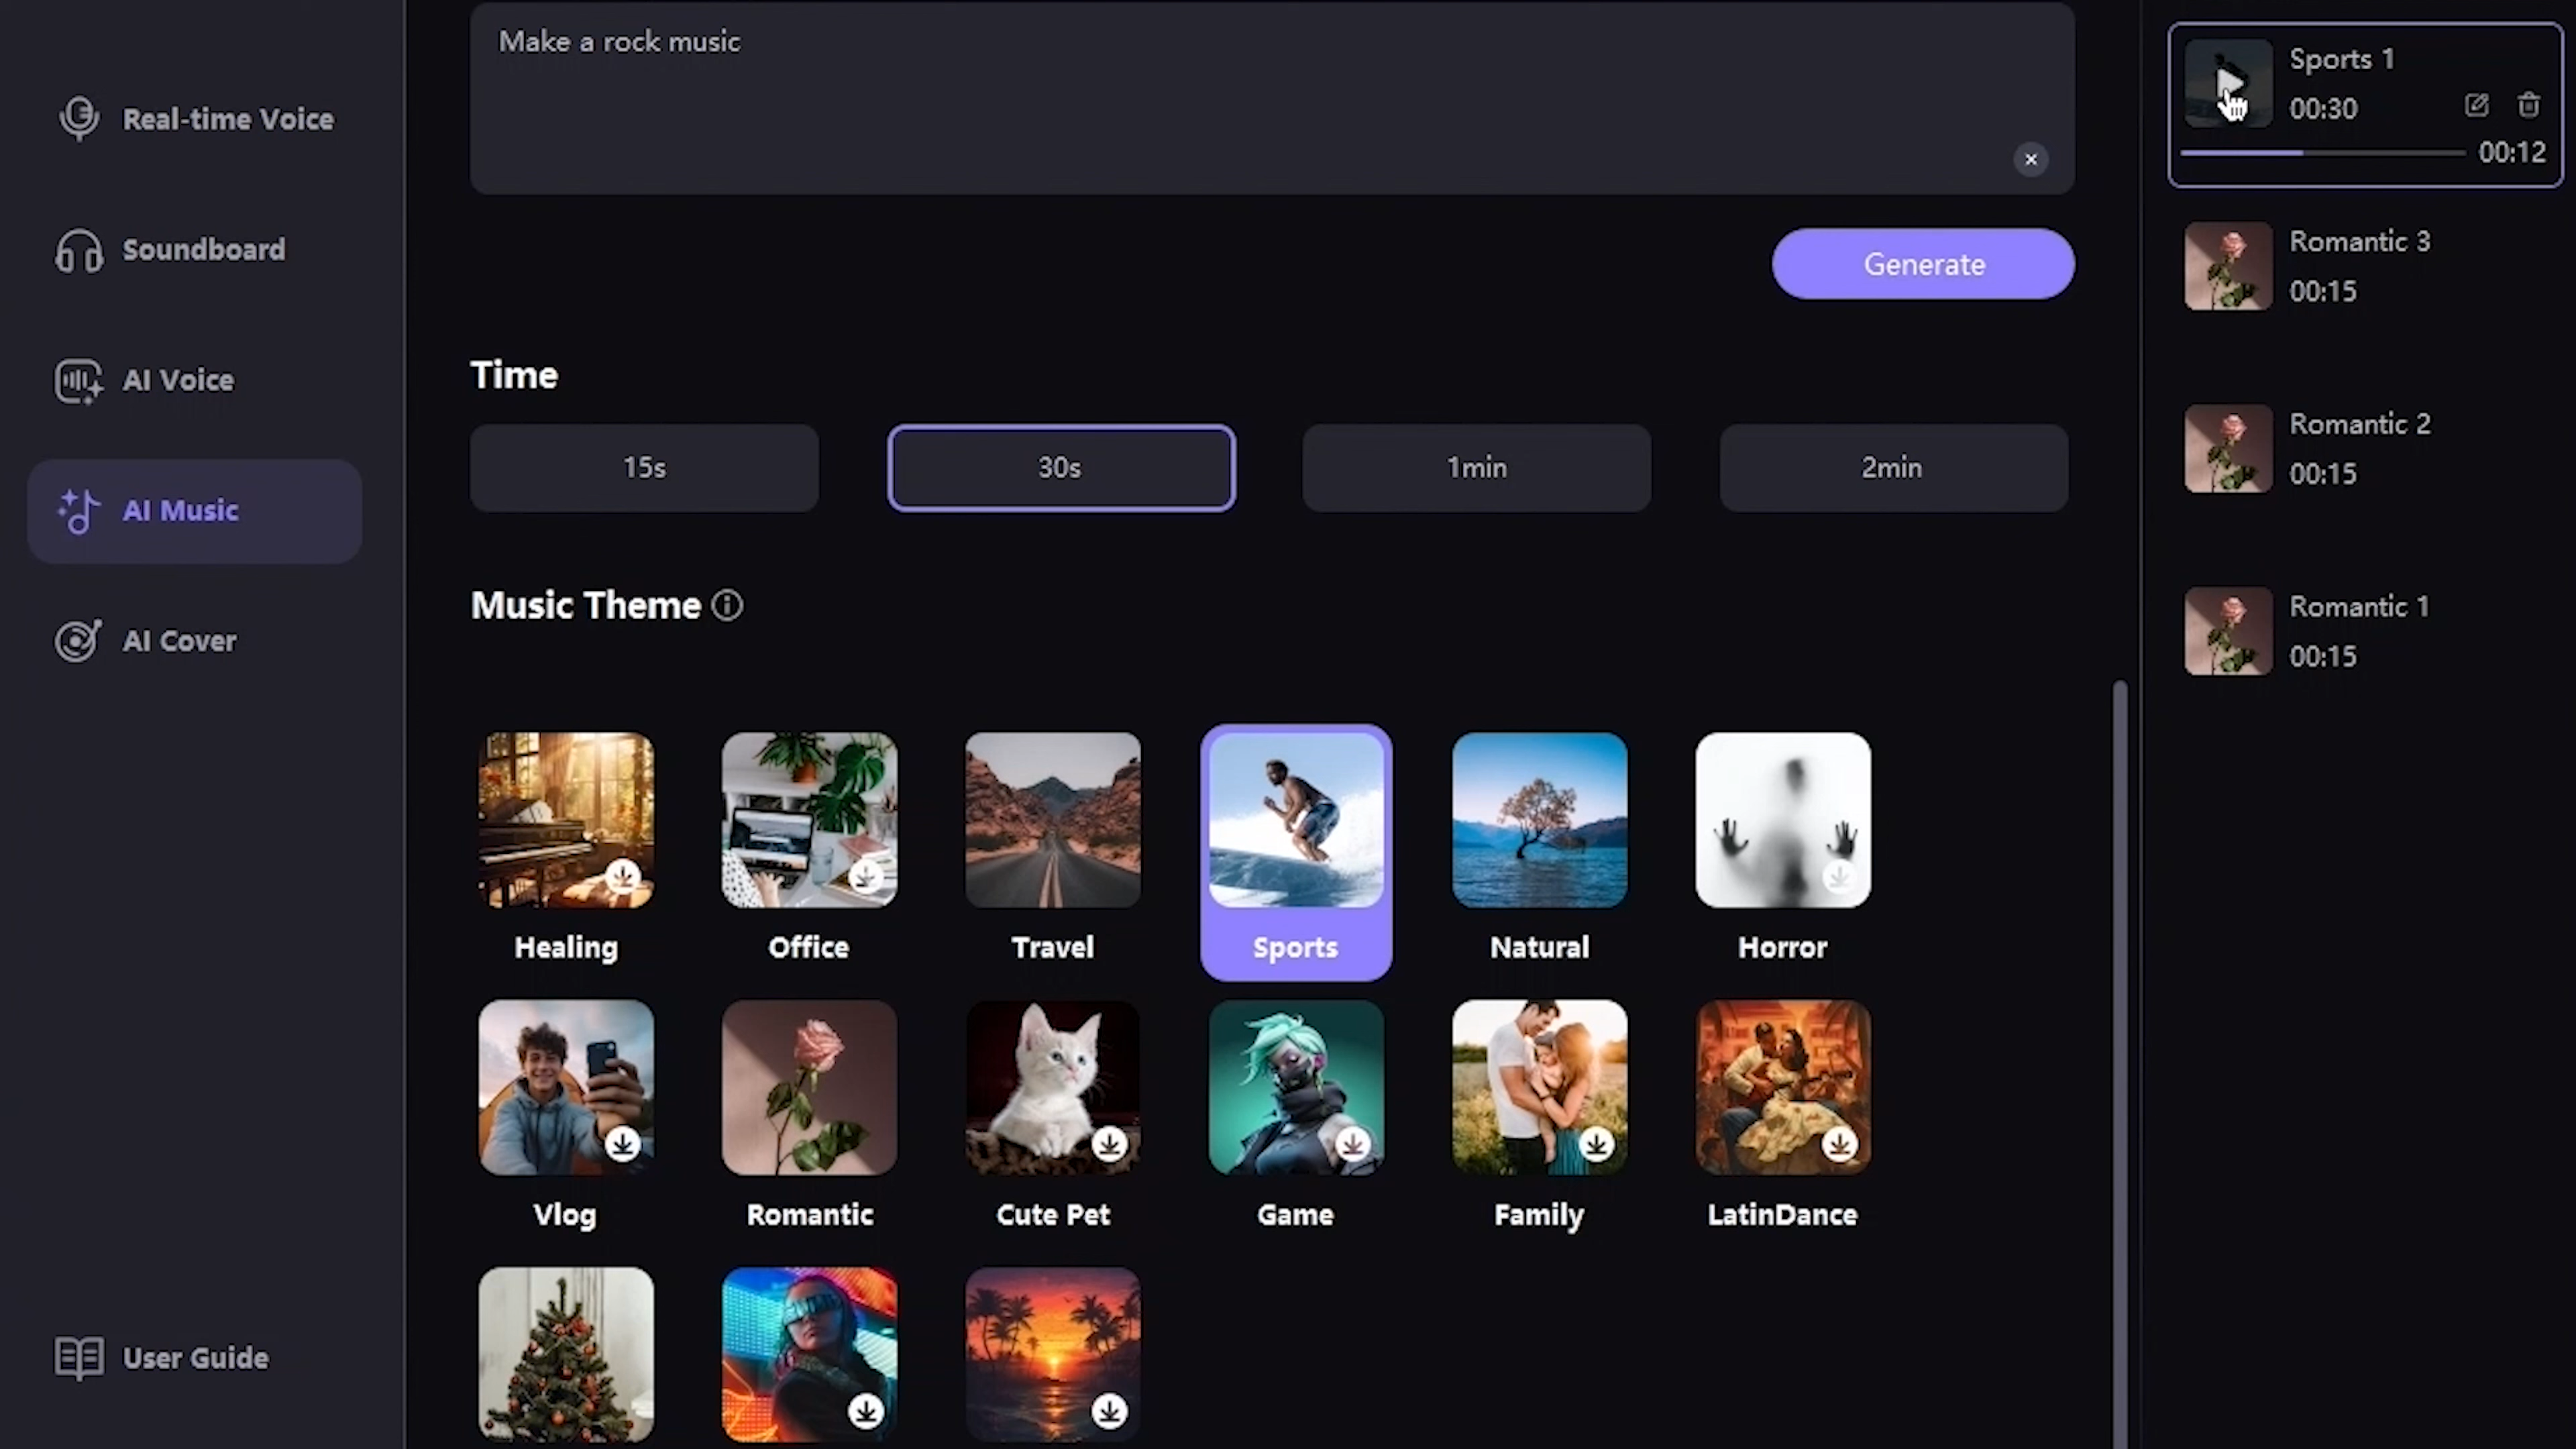 Real-time Voice
Soundboard
AI Voice
AI Music
AI Cover
User Guide
Make a rock music
Generate
Time
15s
30s
1min
2min
Music Theme
Healing
Office
Travel
Sports
Natural
Horror
Vlog
Romantic
Cute Pet
Game
Family
LatinDance
Sports 1
00:30
00:12
Romantic 3
00:15
Romantic 2
00:15
Romantic 1
00:15